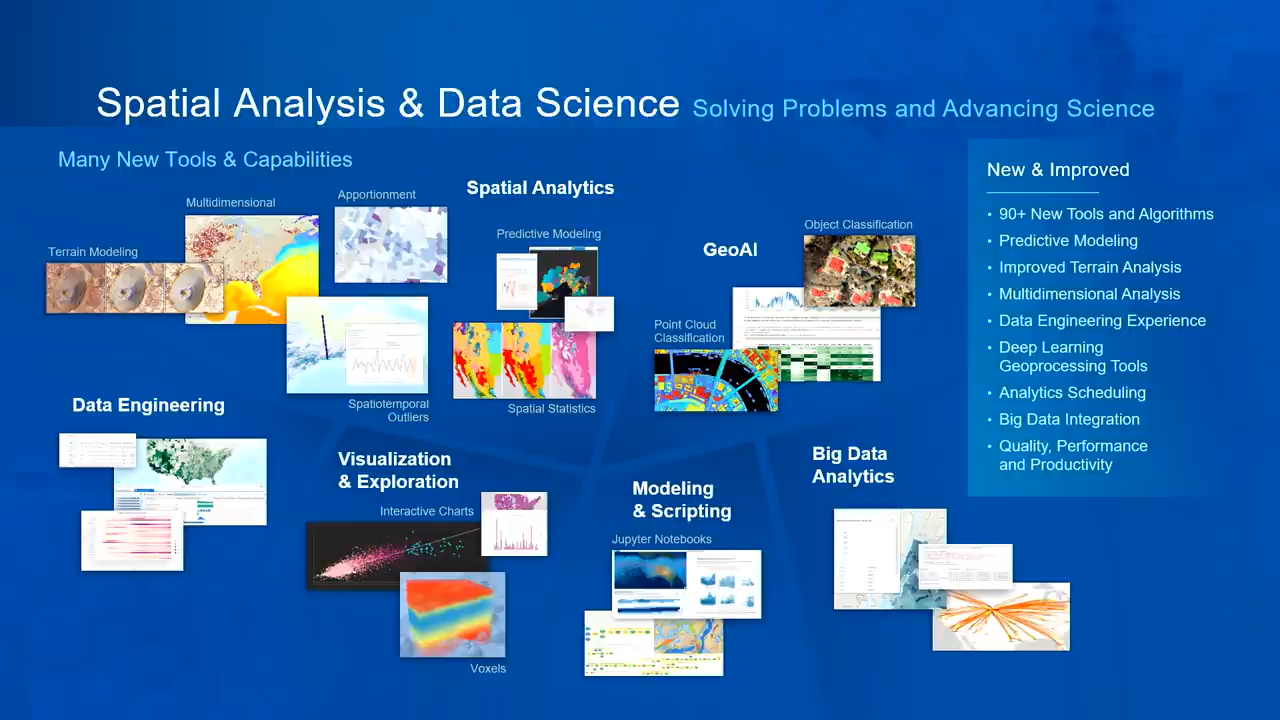 Spatial Analysis & Data Science Solving Problems and Advancing Science
Many New Tools & Capabilities
Spatial Analytics
Multidimensional
Apportionment
Terrain Modeling
Predictive Modeling
GeoAI
Object Classification
Point Cloud
Classification
Spatiotemporal
Outliers
Spatial Statistics
Data Engineering
Visualization
& Exploration
Interactive Charts
Voxels
Modeling
& Scripting
Jupyter Notebooks
Big Data
Analytics
New & Improved
• 90+ New Tools and Algorithms
• Predictive Modeling
• Improved Terrain Analysis
• Multidimensional Analysis
• Data Engineering Experience
• Deep Learning
Geoprocessing Tools
• Analytics Scheduling
• Big Data Integration
• Quality, Performance
and Productivity